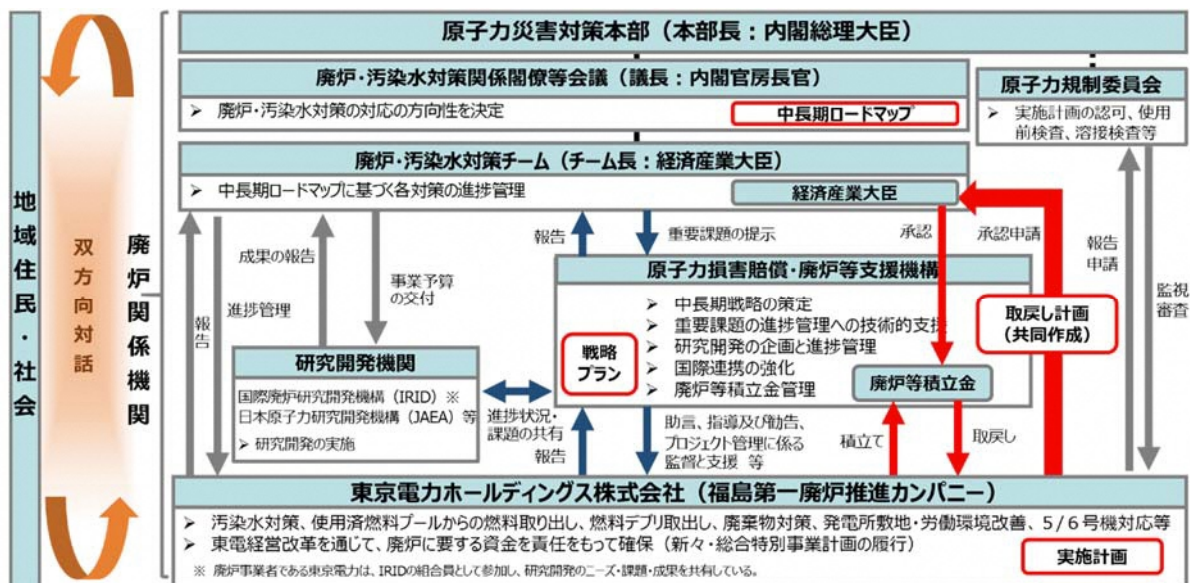 原子力災害対策本部（本部長：内閣総理大臣）
廃炉・汚染水対策関係閣僚等会議（議長：内閣官房長官）
➢ 廃炉・汚染水対策の対応の方向性を決定
中長期ロードマップ
原子力規制委員会
➢ 実施計画の認可、使用
前検査、溶接検査等
廃炉・汚染水対策チーム（チーム長：経済産業大臣）
➢ 中長期ロードマップに基づく各対策の進捗管理
経済産業大臣
地域住民・社会
双方向対話
廃炉関係機関
報告
進捗管理
成果の報告
事業予算
の交付
報告
重要課題の提示
承認
承認申請
報告
申請
監視
審査
原子力損害賠償・廃炉等支援機構
➢ 中長期戦略の策定
➢ 重要課題の進捗管理への技術的支援
➢ 研究開発の企画と進捗管理
➢ 国際連携の強化
➢ 廃炉等積立金管理
戦略
プラン
廃炉等積立金
取戻し計画
（共同作成）
研究開発機関
国際廃炉研究開発機構（IRID）※
日本原子力研究開発機構（JAEA）等
➢ 研究開発の実施
進捗状況・
課題の共有
報告
助言、指導及び勧告、
プロジェクト管理に係る
監督と支援 等
積立て
取戻し
東京電力ホールディングス株式会社（福島第一廃炉推進カンパニー）
➢ 汚染水対策、使用済燃料プールからの燃料取り出し、燃料デブリ取出し、廃棄物対策、発電所敷地・労働環境改善、5/6号機対応等
➢ 東電経営改革を通じて、廃炉に要する資金を責任をもって確保（新々・総合特別事業計画の履行）
実施計画
※ 廃炉事業者である東京電力は、IRIDの組合員として参加し、研究開発のニーズ・課題・成果を共有している。